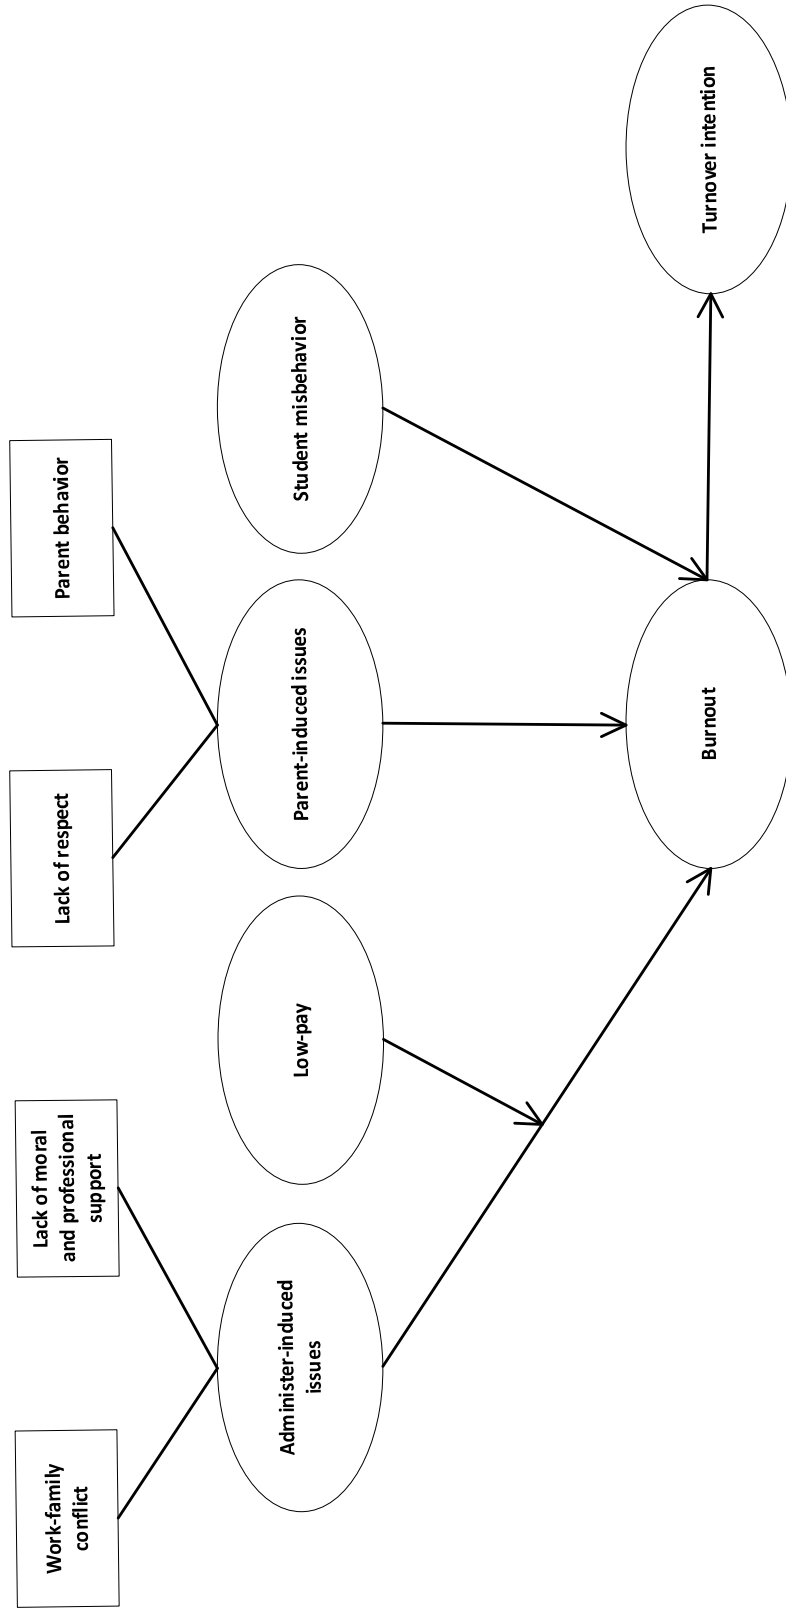 Work-family
conflict
Lack of moral
and professional
support
Lack of respect
Parent behavior
Administer-induced
issues
Low-pay
Parent-induced issues
Student misbehavior
Burnout
Turnover intention